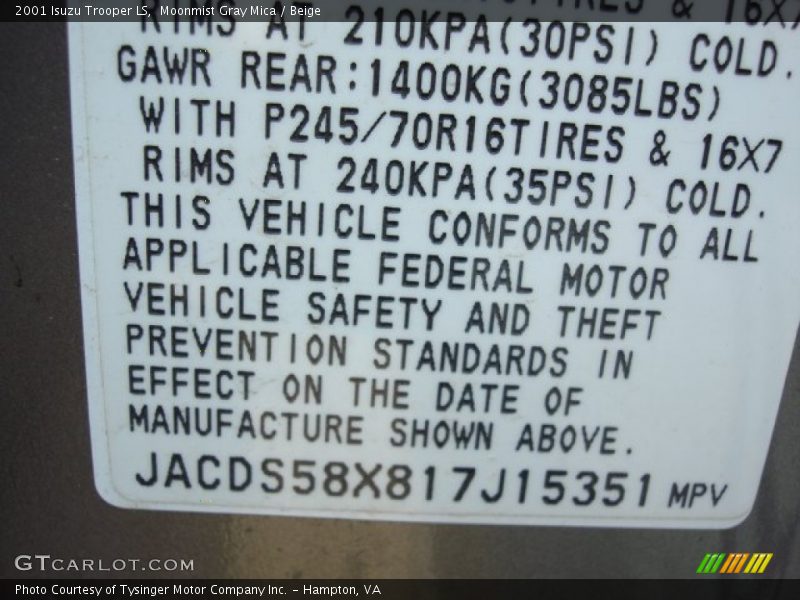 2001 Isuzu Trooper LS, Moonmist Gray Mica / Beige
TIRES & 16X7
RIMS AT 210KPA(30PSI) COLD.
GAWR REAR:1400KG(3085LBS)
WITH P245/70R16TIRES & 16X7
RIMS AT 240KPA(35PSI) COLD.
THIS VEHICLE CONFORMS TO ALL
APPLICABLE FEDERAL MOTOR
VEHICLE SAFETY AND THEFT
PREVENTION STANDARDS IN
EFFECT ON THE DATE OF
MANUFACTURE SHOWN ABOVE.
JACDS58X817J15351 MPV
GTCARLOT.COM
Photo Courtesy of Tysinger Motor Company Inc. - Hampton, VA